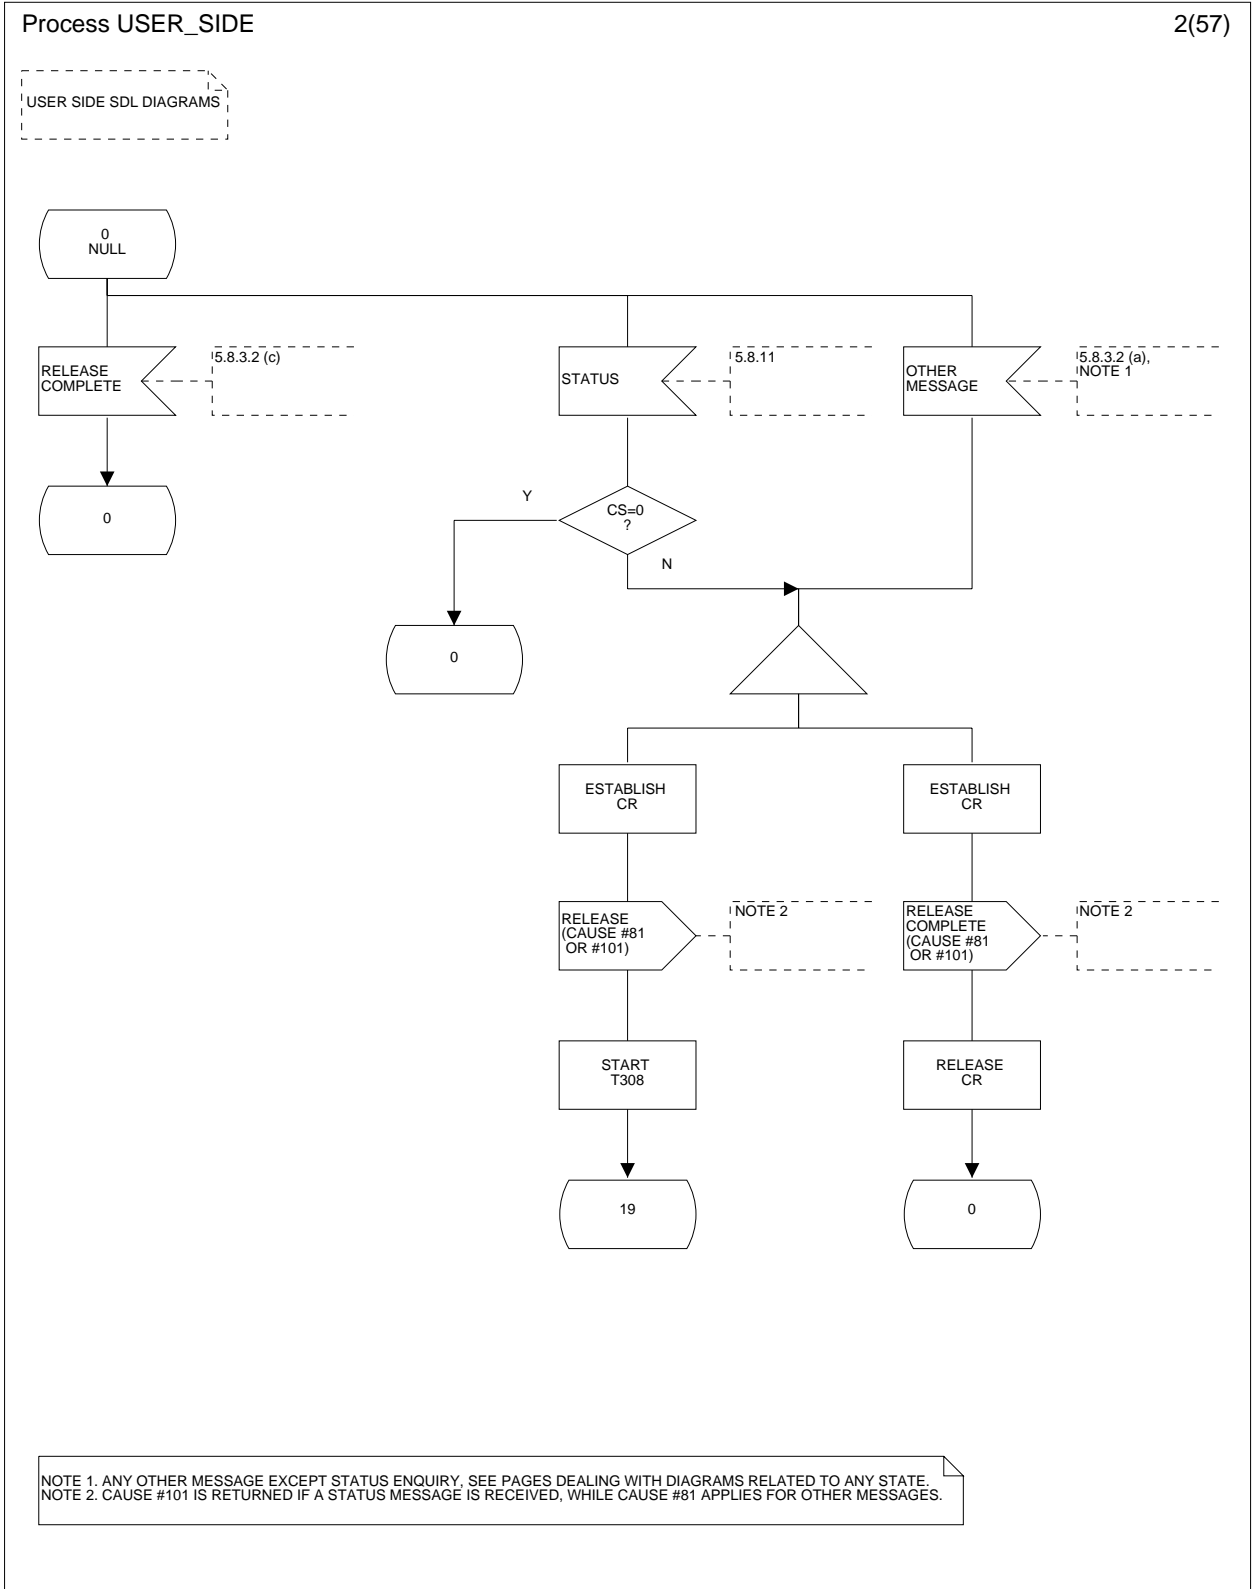 Process USER_SIDE
2(57)
USER SIDE SDL DIAGRAMS
0
NULL
RELEASE
COMPLETE
5.8.3.2 (c)
STATUS
5.8.11
OTHER
MESSAGE
5.8.3.2 (a),
NOTE 1
0
Y
CS=0
?
N
0
ESTABLISH
CR
ESTABLISH
CR
RELEASE
(CAUSE #81
OR #101)
NOTE 2
RELEASE
COMPLETE
(CAUSE #81
OR #101)
NOTE 2
START
T308
RELEASE
CR
19
0
NOTE 1. ANY OTHER MESSAGE EXCEPT STATUS ENQUIRY, SEE PAGES DEALING WITH DIAGRAMS RELATED TO ANY STATE.
NOTE 2. CAUSE #101 IS RETURNED IF A STATUS MESSAGE IS RECEIVED, WHILE CAUSE #81 APPLIES FOR OTHER MESSAGES.